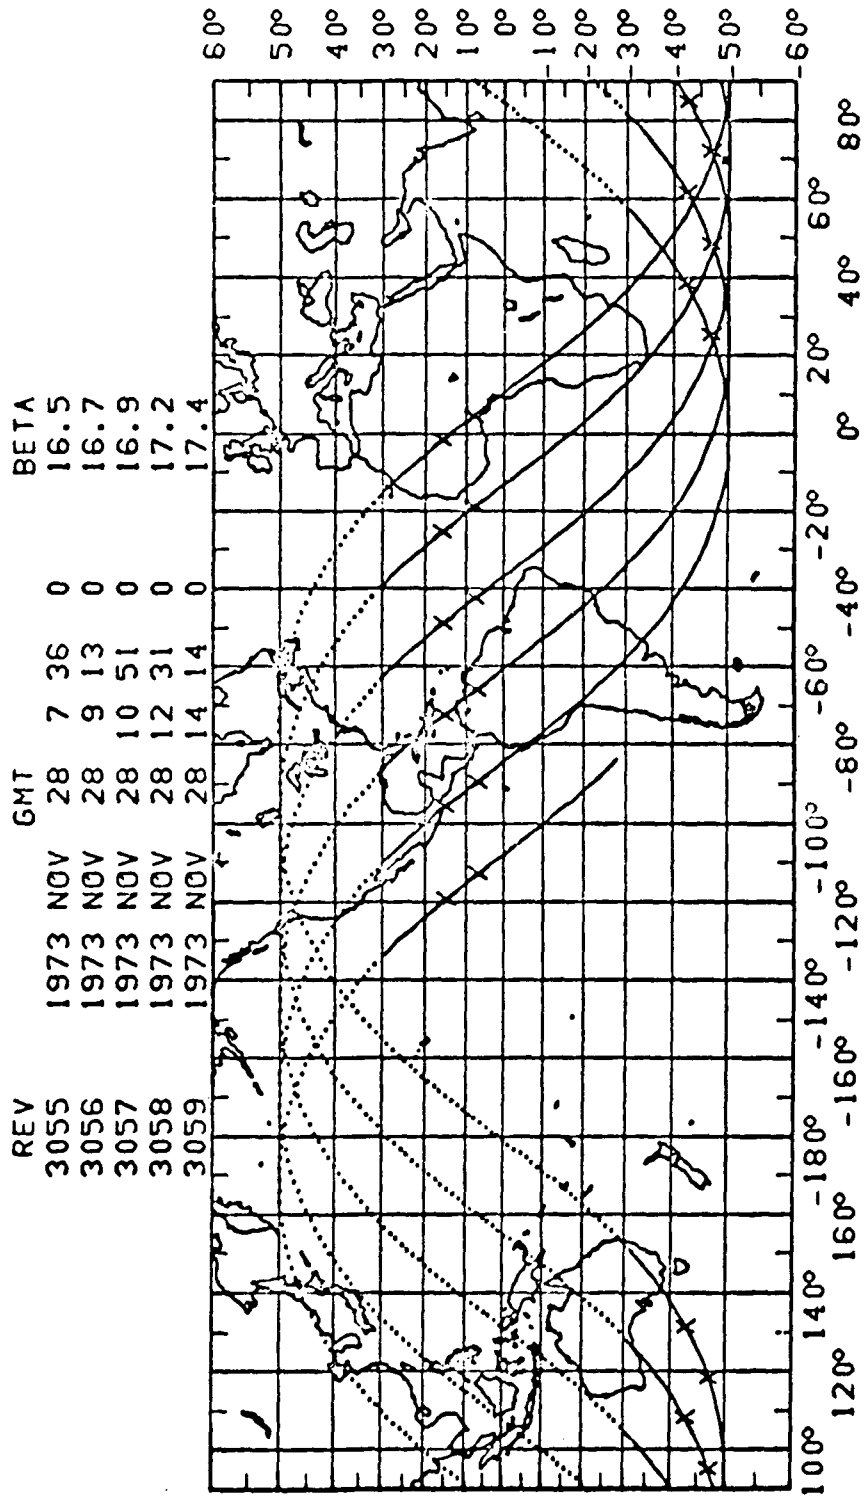 REV GMT BETA
3055 1973 NOV 28 7 36 0 16.5
3056 1973 NOV 28 9 13 0 16.7
3057 1973 NOV 28 10 51 0 16.9
3058 1973 NOV 28 12 31 0 17.2
3059 1973 NOV 28 14 14 0 17.4
60°
50°
40°
30°
20°
10°
0°
-10°
-20°
-30°
-40°
-50°
-60°
100° 120° 140° 160° -180° -160° -140° -120° -100° -80° -60° -40° -20° 0° 20° 40° 60° 80°